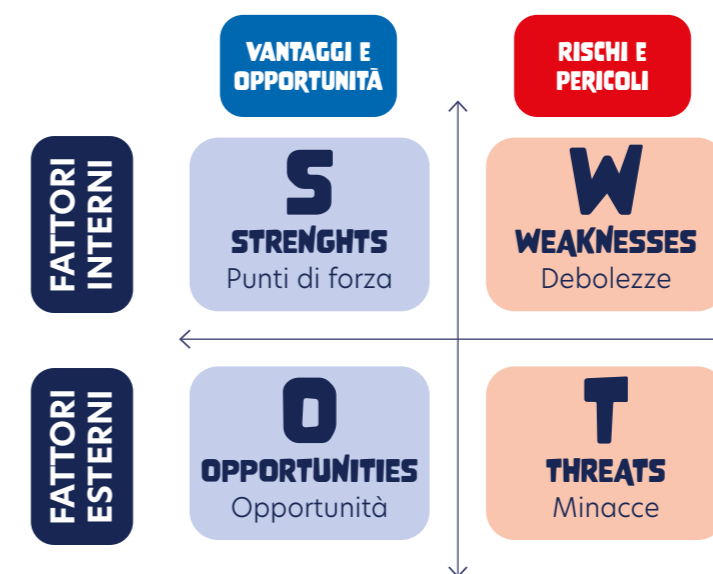 VANTAGGI E
OPPORTUNITÀ
RISCHI E
PERICOLI
FATTORI
INTERNI
S
STRENGHTS
Punti di forza
W
WEAKNESSES
Debolezze
FATTORI
ESTERNI
O
OPPORTUNITIES
Opportunità
T
THREATS
Minacce